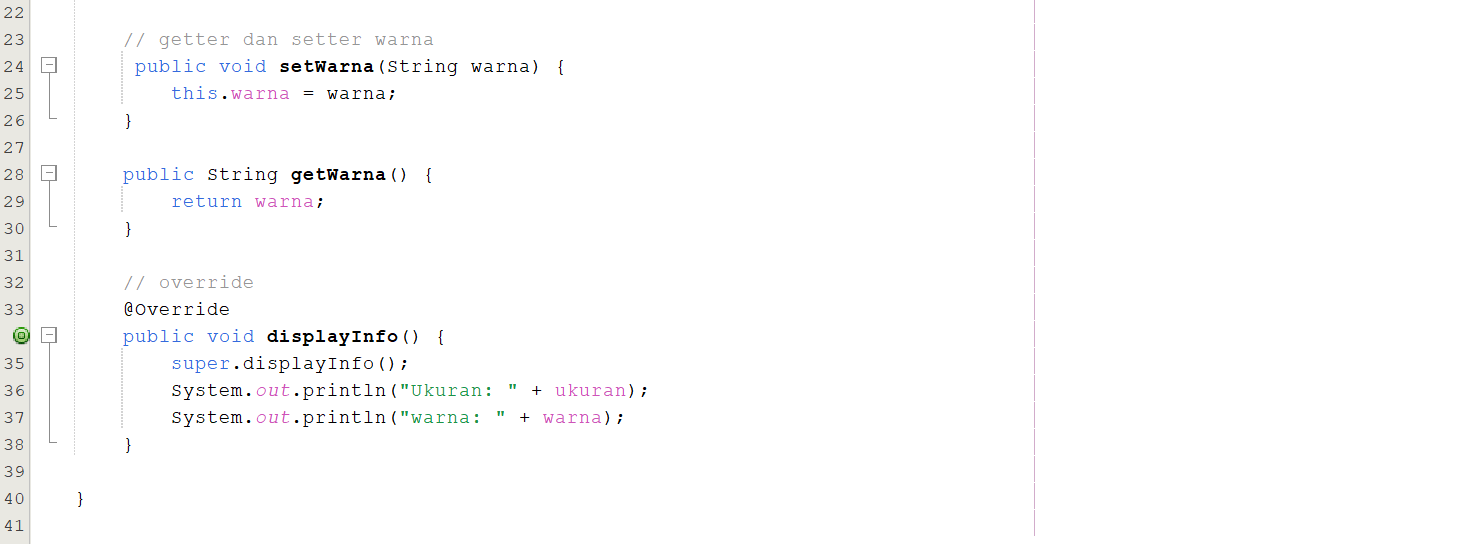 22
23 // getter dan setter warna
24 public void setWarna(String warna) {
25 this.warna = warna;
26 }
27
28 public String getWarna() {
29 return warna;
30 }
31
32 // override
33 @Override
public void displayInfo() {
35 super.displayInfo();
36 System.out.println("Ukuran: " + ukuran);
37 System.out.println("warna: " + warna);
38 }
39
40 }
41